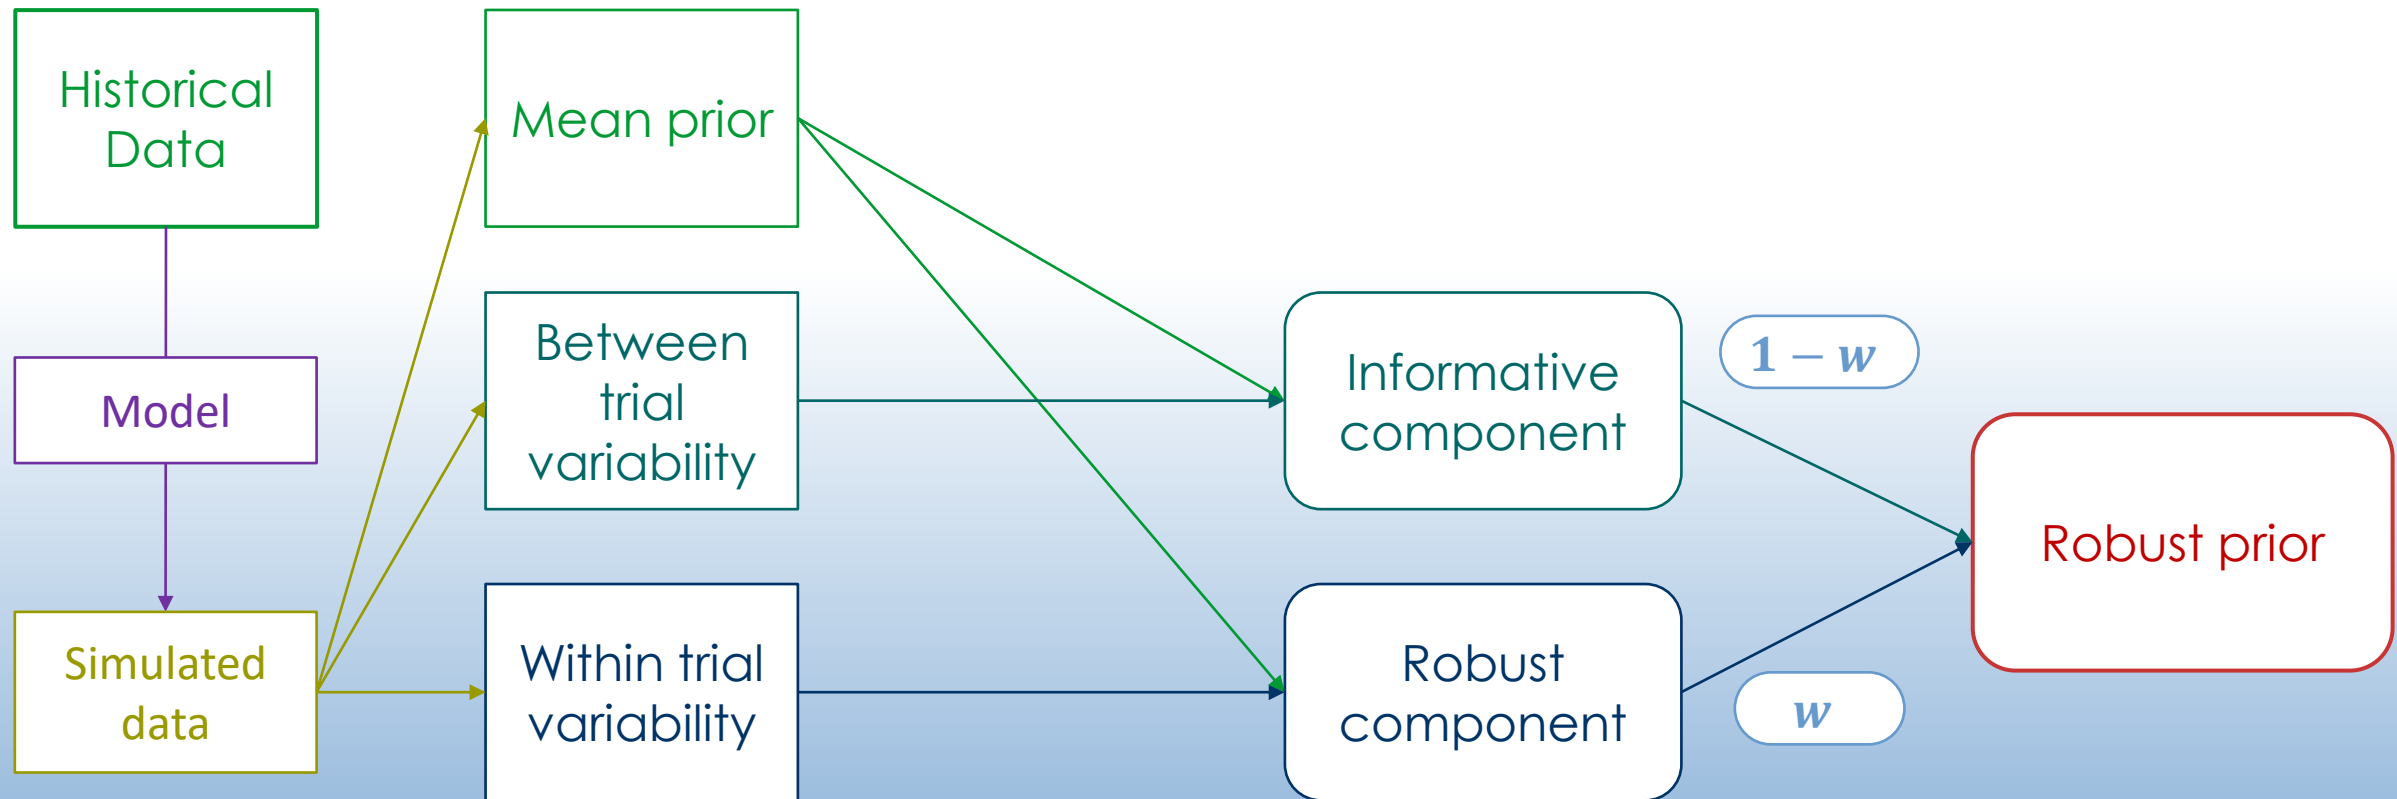 Historical
Data
Mean prior
Between
trial
variability
Informative
component
1 − w
Model
Robust prior
Simulated
data
Within trial
variability
Robust
component
w